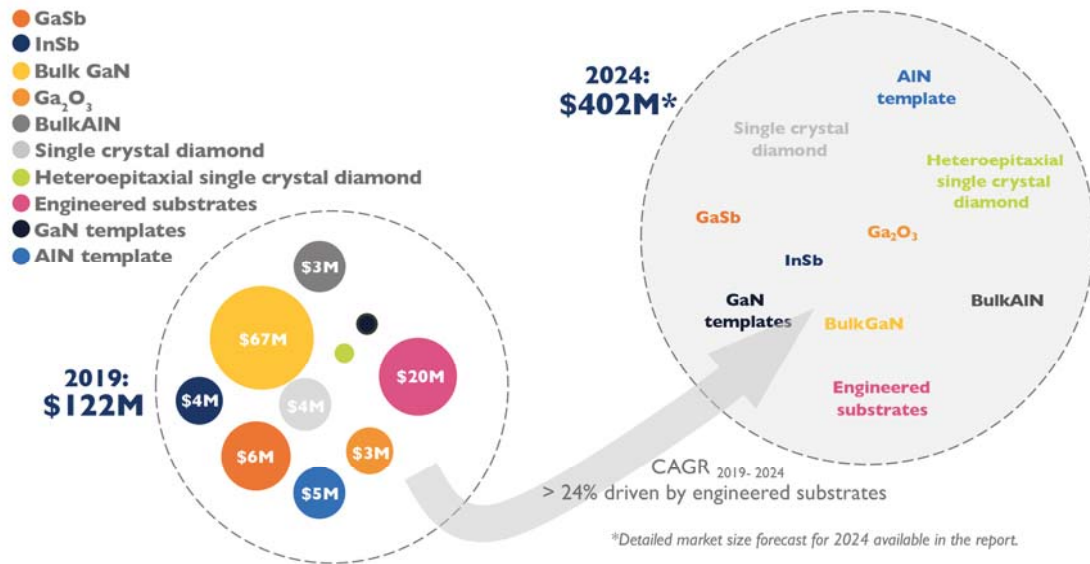 GaSb
InSb
Bulk GaN
Ga₂O₃
BulkAlN
Single crystal diamond
Heteroepitaxial single crystal diamond
Engineered substrates
GaN templates
AlN template
2019:
$122M
$3M
$67M
$20M
$4M
$4M
$6M
$3M
$5M
2024:
$402M*
AlN
template
Single crystal
diamond
Heteroepitaxial
single crystal
diamond
GaSb
Ga₂O₃
InSb
GaN
templates
BulkGaN
BulkAlN
Engineered
substrates
CAGR 2019- 2024
> 24% driven by engineered substrates
*Detailed market size forecast for 2024 available in the report.